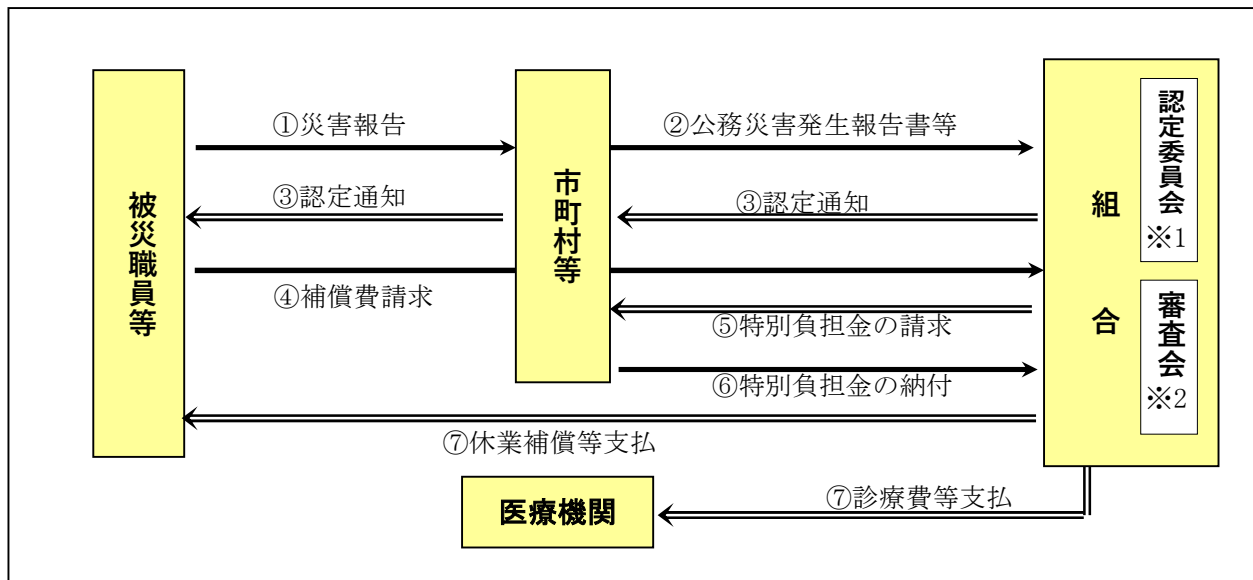 ①災害報告
②公務災害発生報告書等
③認定通知
③認定通知
④補償費請求
⑤特別負担金の請求
⑥特別負担金の納付
⑦休業補償等支払
⑦診療費等支払
被災職員等
市町村等
組合
認定委員会
※1
審査会
※2
医療機関